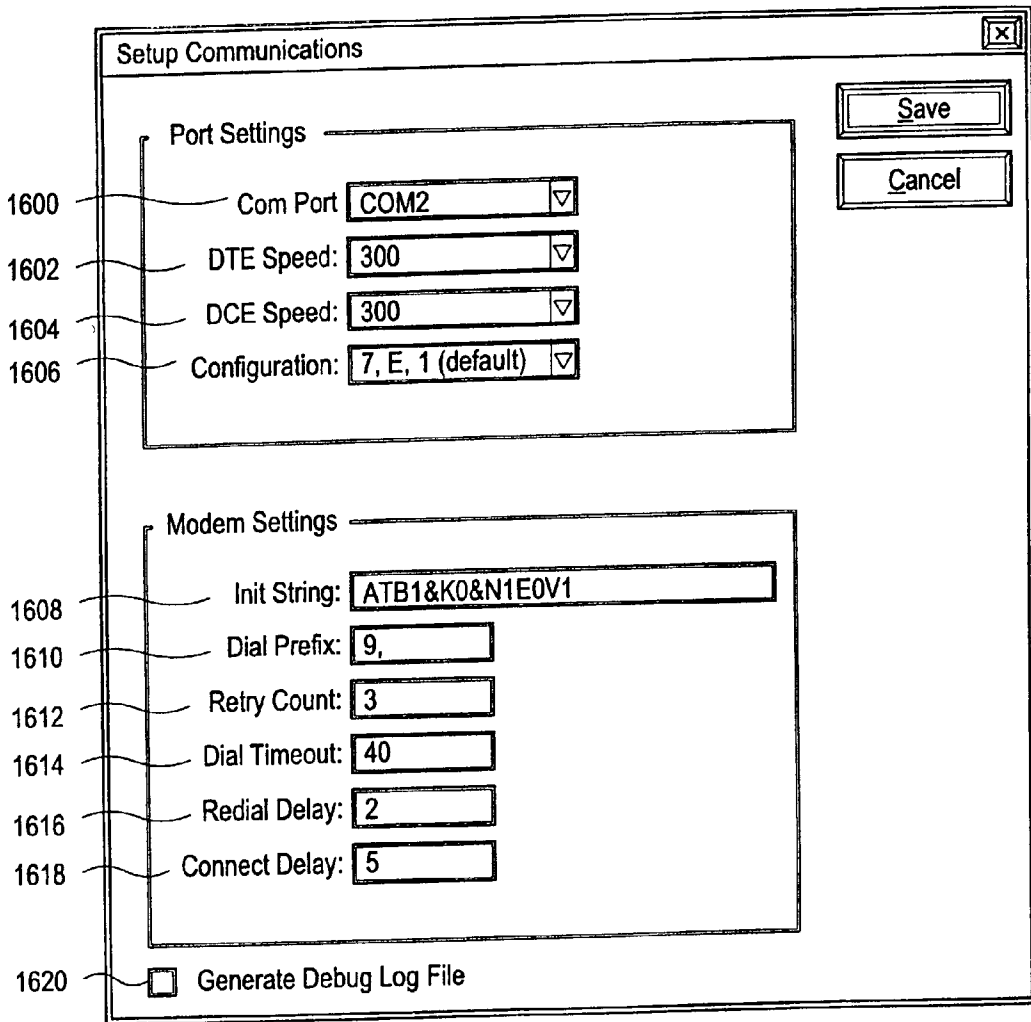 Setup Communications
Save
Cancel
Port Settings
1600 Com Port COM2
1602 DTE Speed: 300
1604 DCE Speed: 300
1606 Configuration: 7, E, 1 (default)
Modem Settings
1608 Init String: ATB1&K0&N1E0V1
1610 Dial Prefix: 9,
1612 Retry Count: 3
1614 Dial Timeout: 40
1616 Redial Delay: 2
1618 Connect Delay: 5
1620 Generate Debug Log File